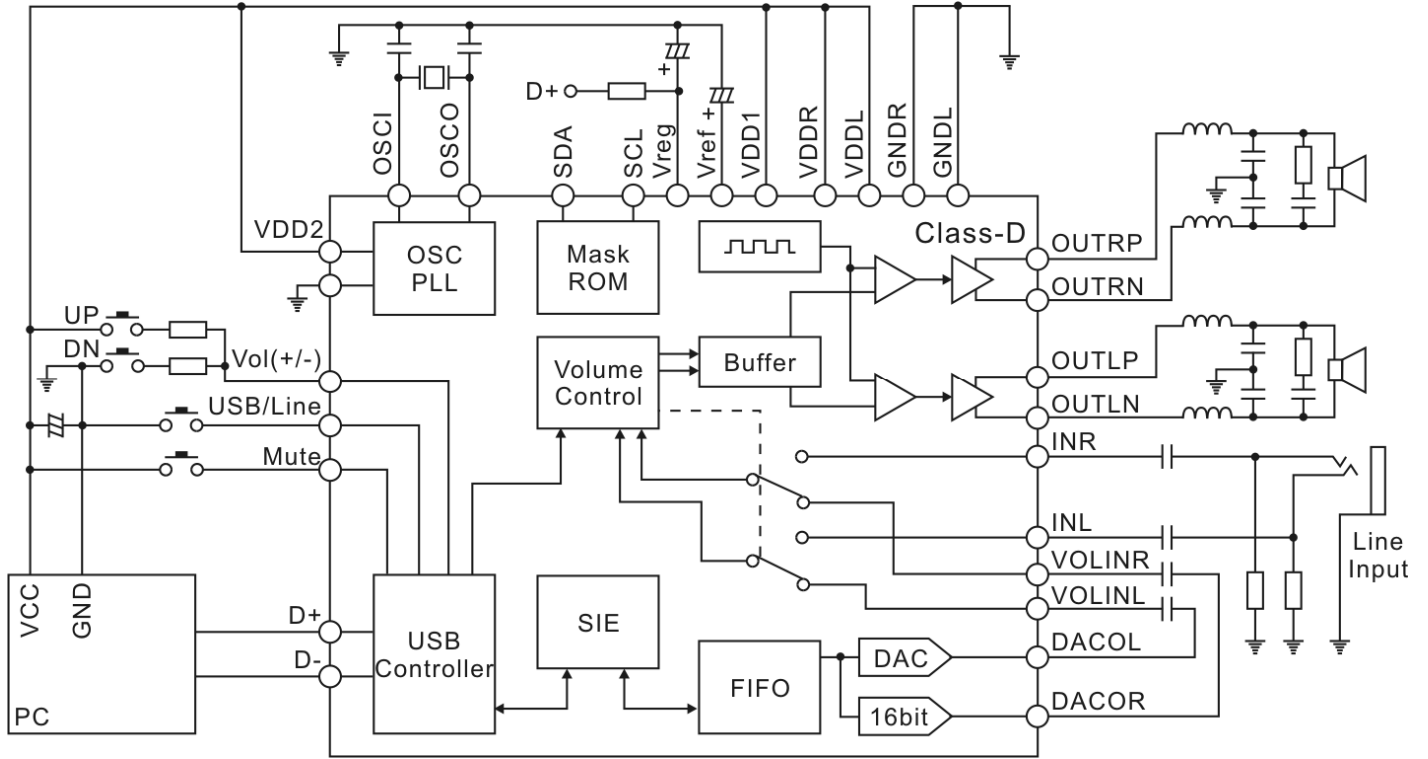 D+
OSCI
OSCO
SDA
SCL
Vreg
+
Vref +
VDD1
VDDR
VDDL
GNDR
GNDL
VDD2
OSC
PLL
Mask
ROM
Class-D
OUTRP
OUTRN
UP
DN
Vol(+/-)
USB/Line
Mute
Volume
Control
Buffer
OUTLP
OUTLN
INR
INL
VOLINR
VOLINL
Line
Input
VCC
GND
PC
D+
D-
USB
Controller
SIE
FIFO
DAC
16bit
DACOL
DACOR